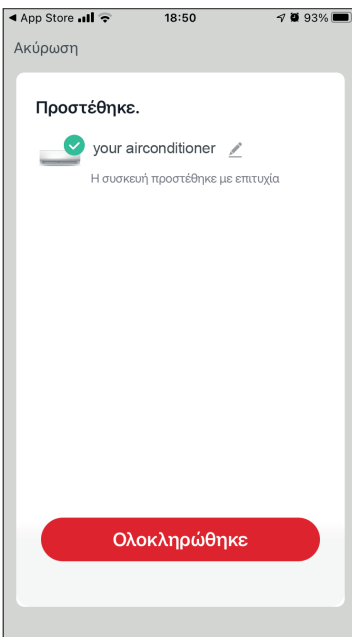 App Store 18:50 93%
Ακύρωση
Προστέθηκε.
your airconditioner
Η συσκευή προστέθηκε με επιτυχία
Ολοκληρώθηκε